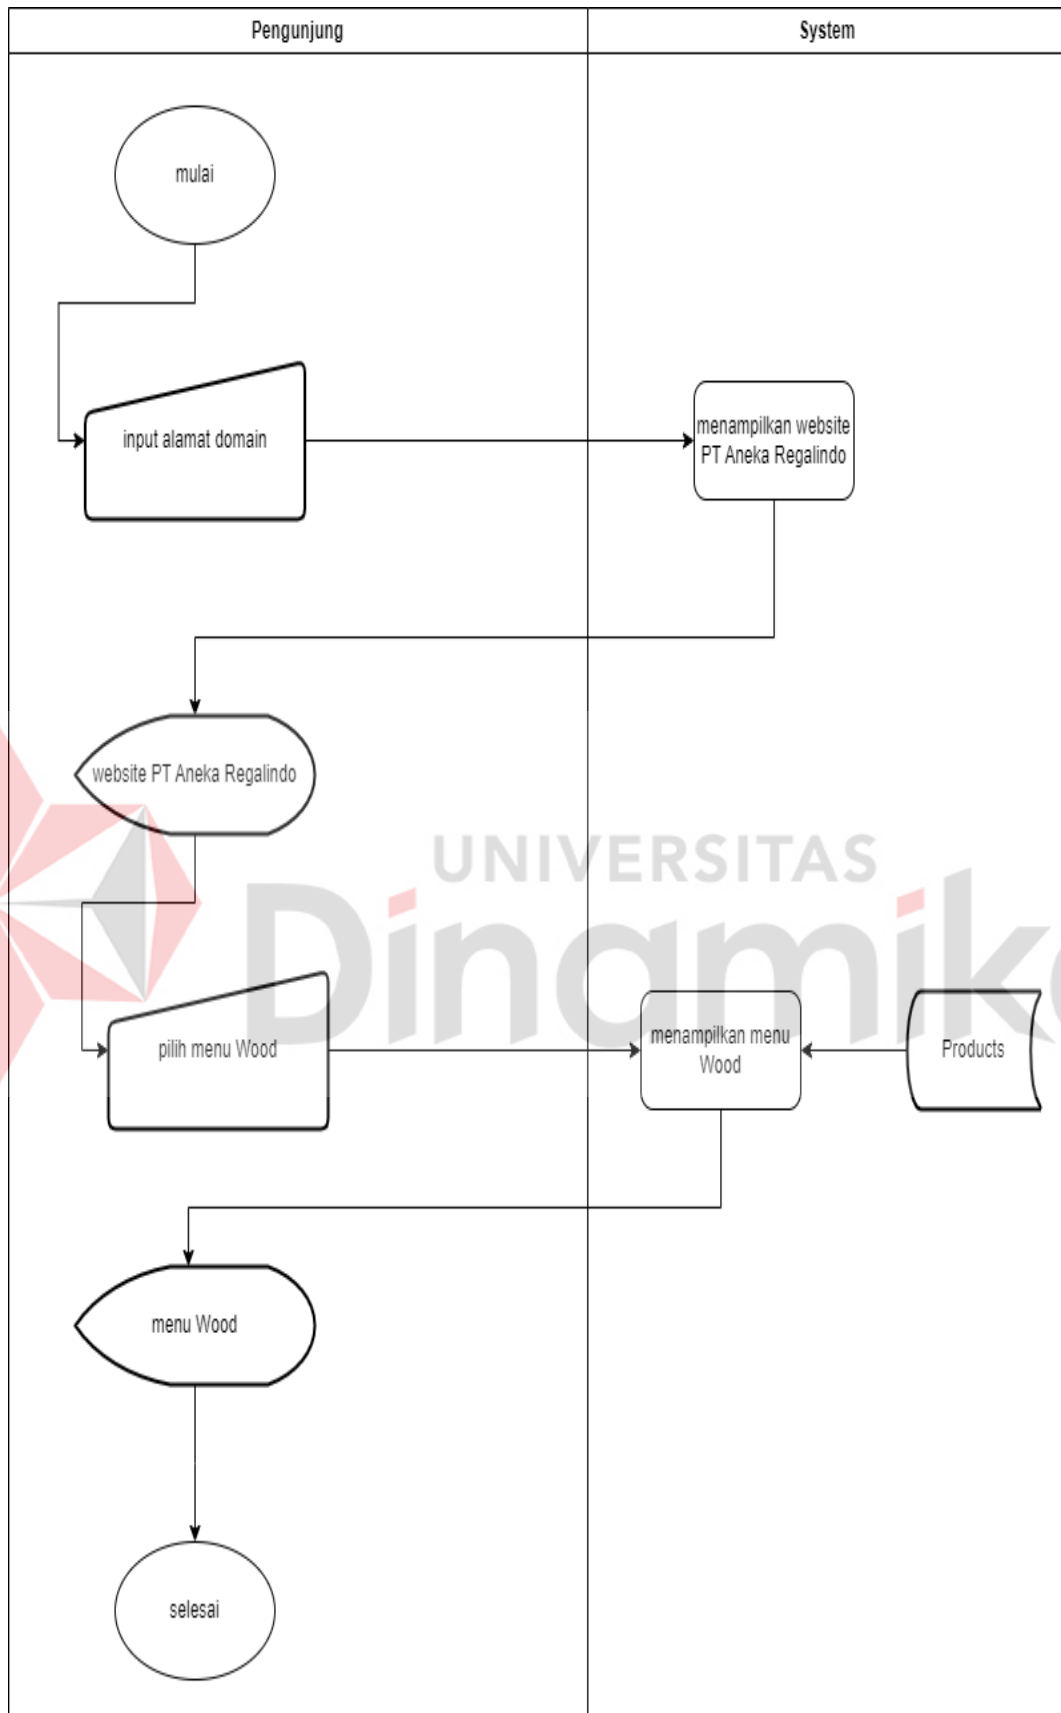 Pengunjung
System
mulai
input alamat domain
menampilkan website
PT Aneka Regalindo
website PT Aneka Regalindo
UNIVERSITAS
Dinamika
pilih menu Wood
menampilkan menu
Wood
Products
menu Wood
selesai